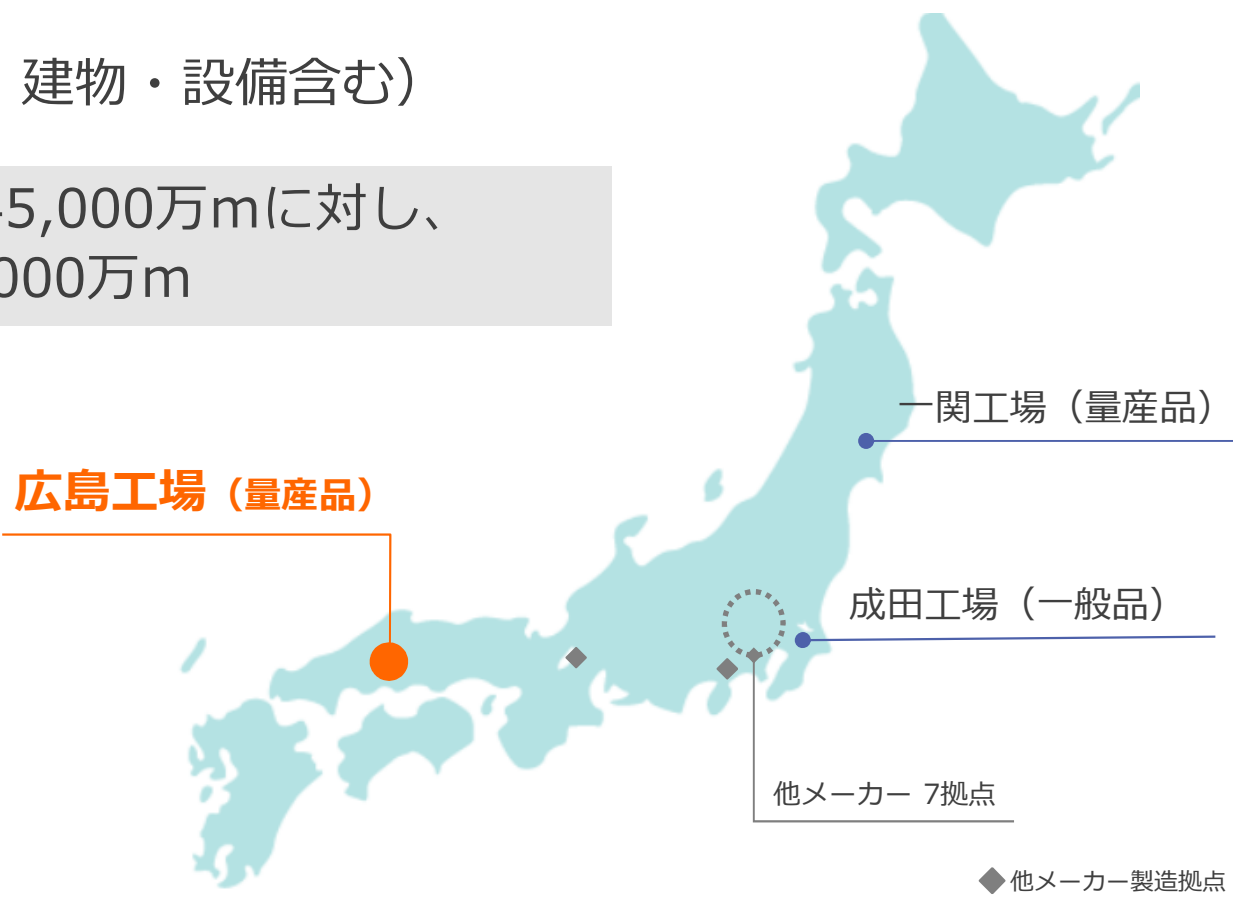 建物・設備含む）
5,000万mに対し、
000万m
一関工場（量産品）
広島工場（量産品）
成田工場（一般品）
他メーカー 7拠点
◆他メーカー製造拠点